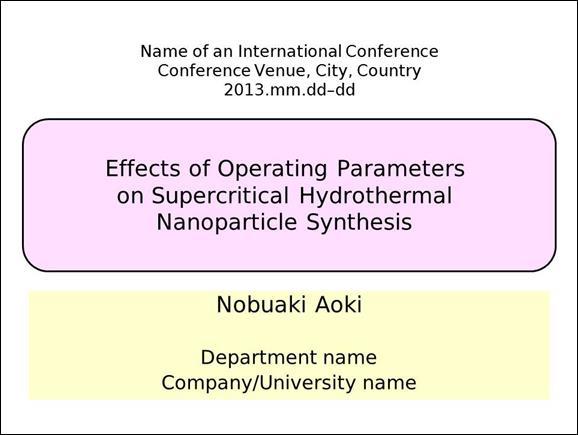 Name of an International Conference
Conference Venue, City, Country
2013.mm.dd–dd
Effects of Operating Parameters
on Supercritical Hydrothermal
Nanoparticle Synthesis
Nobuaki Aoki
Department name
Company/University name